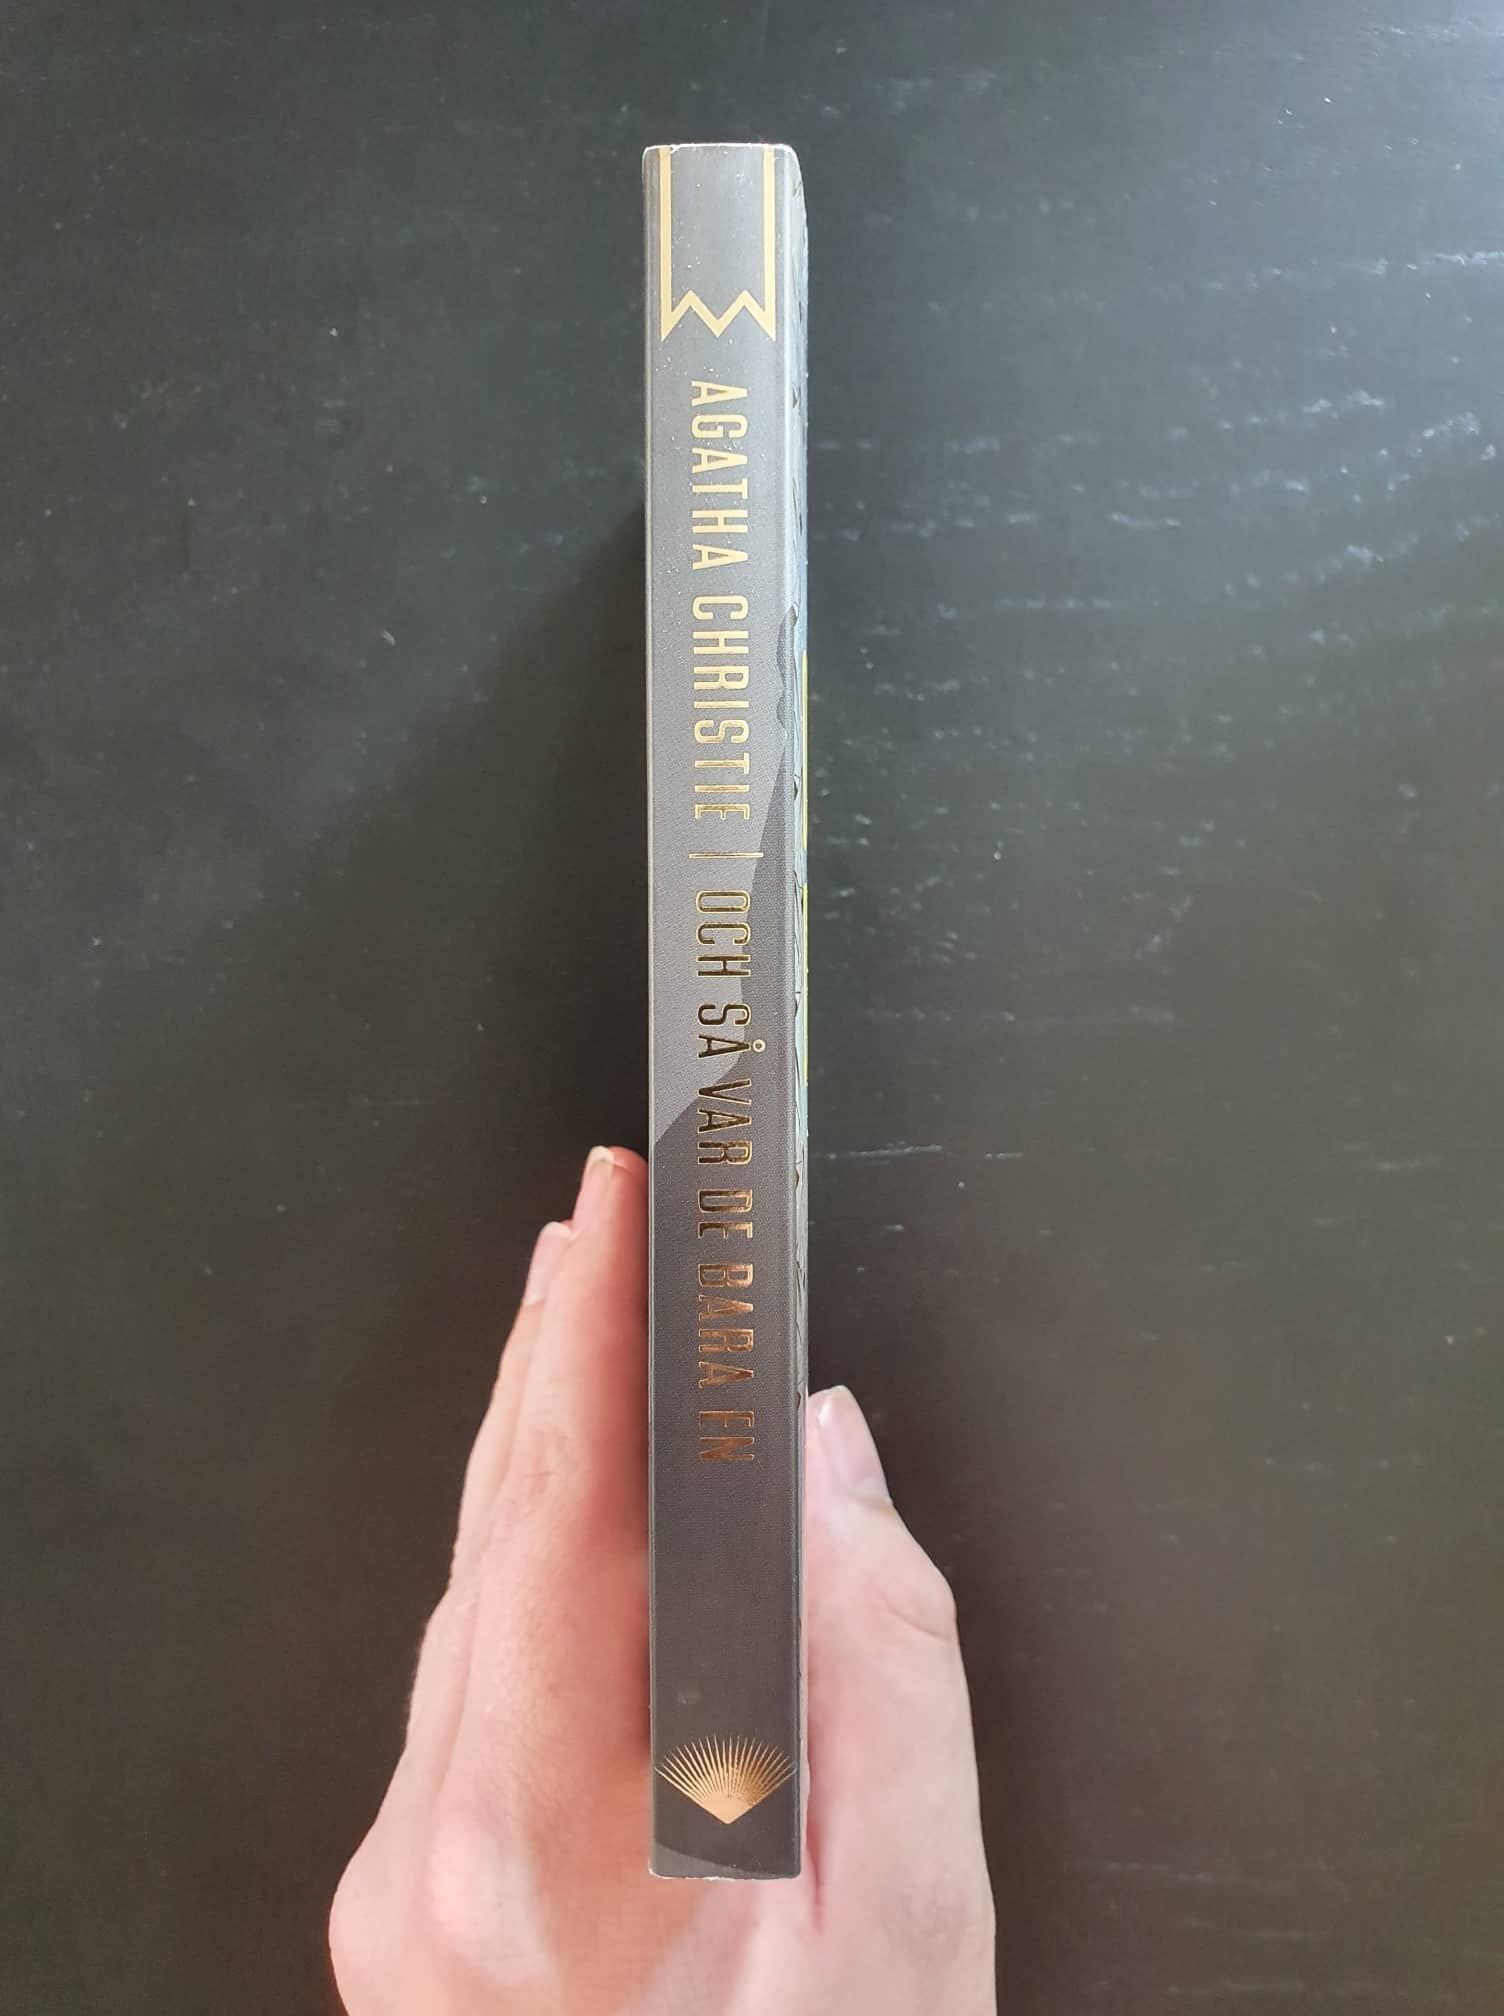 AGATHA CHRISTIE | OCH SÅ VAR DE BARA EN